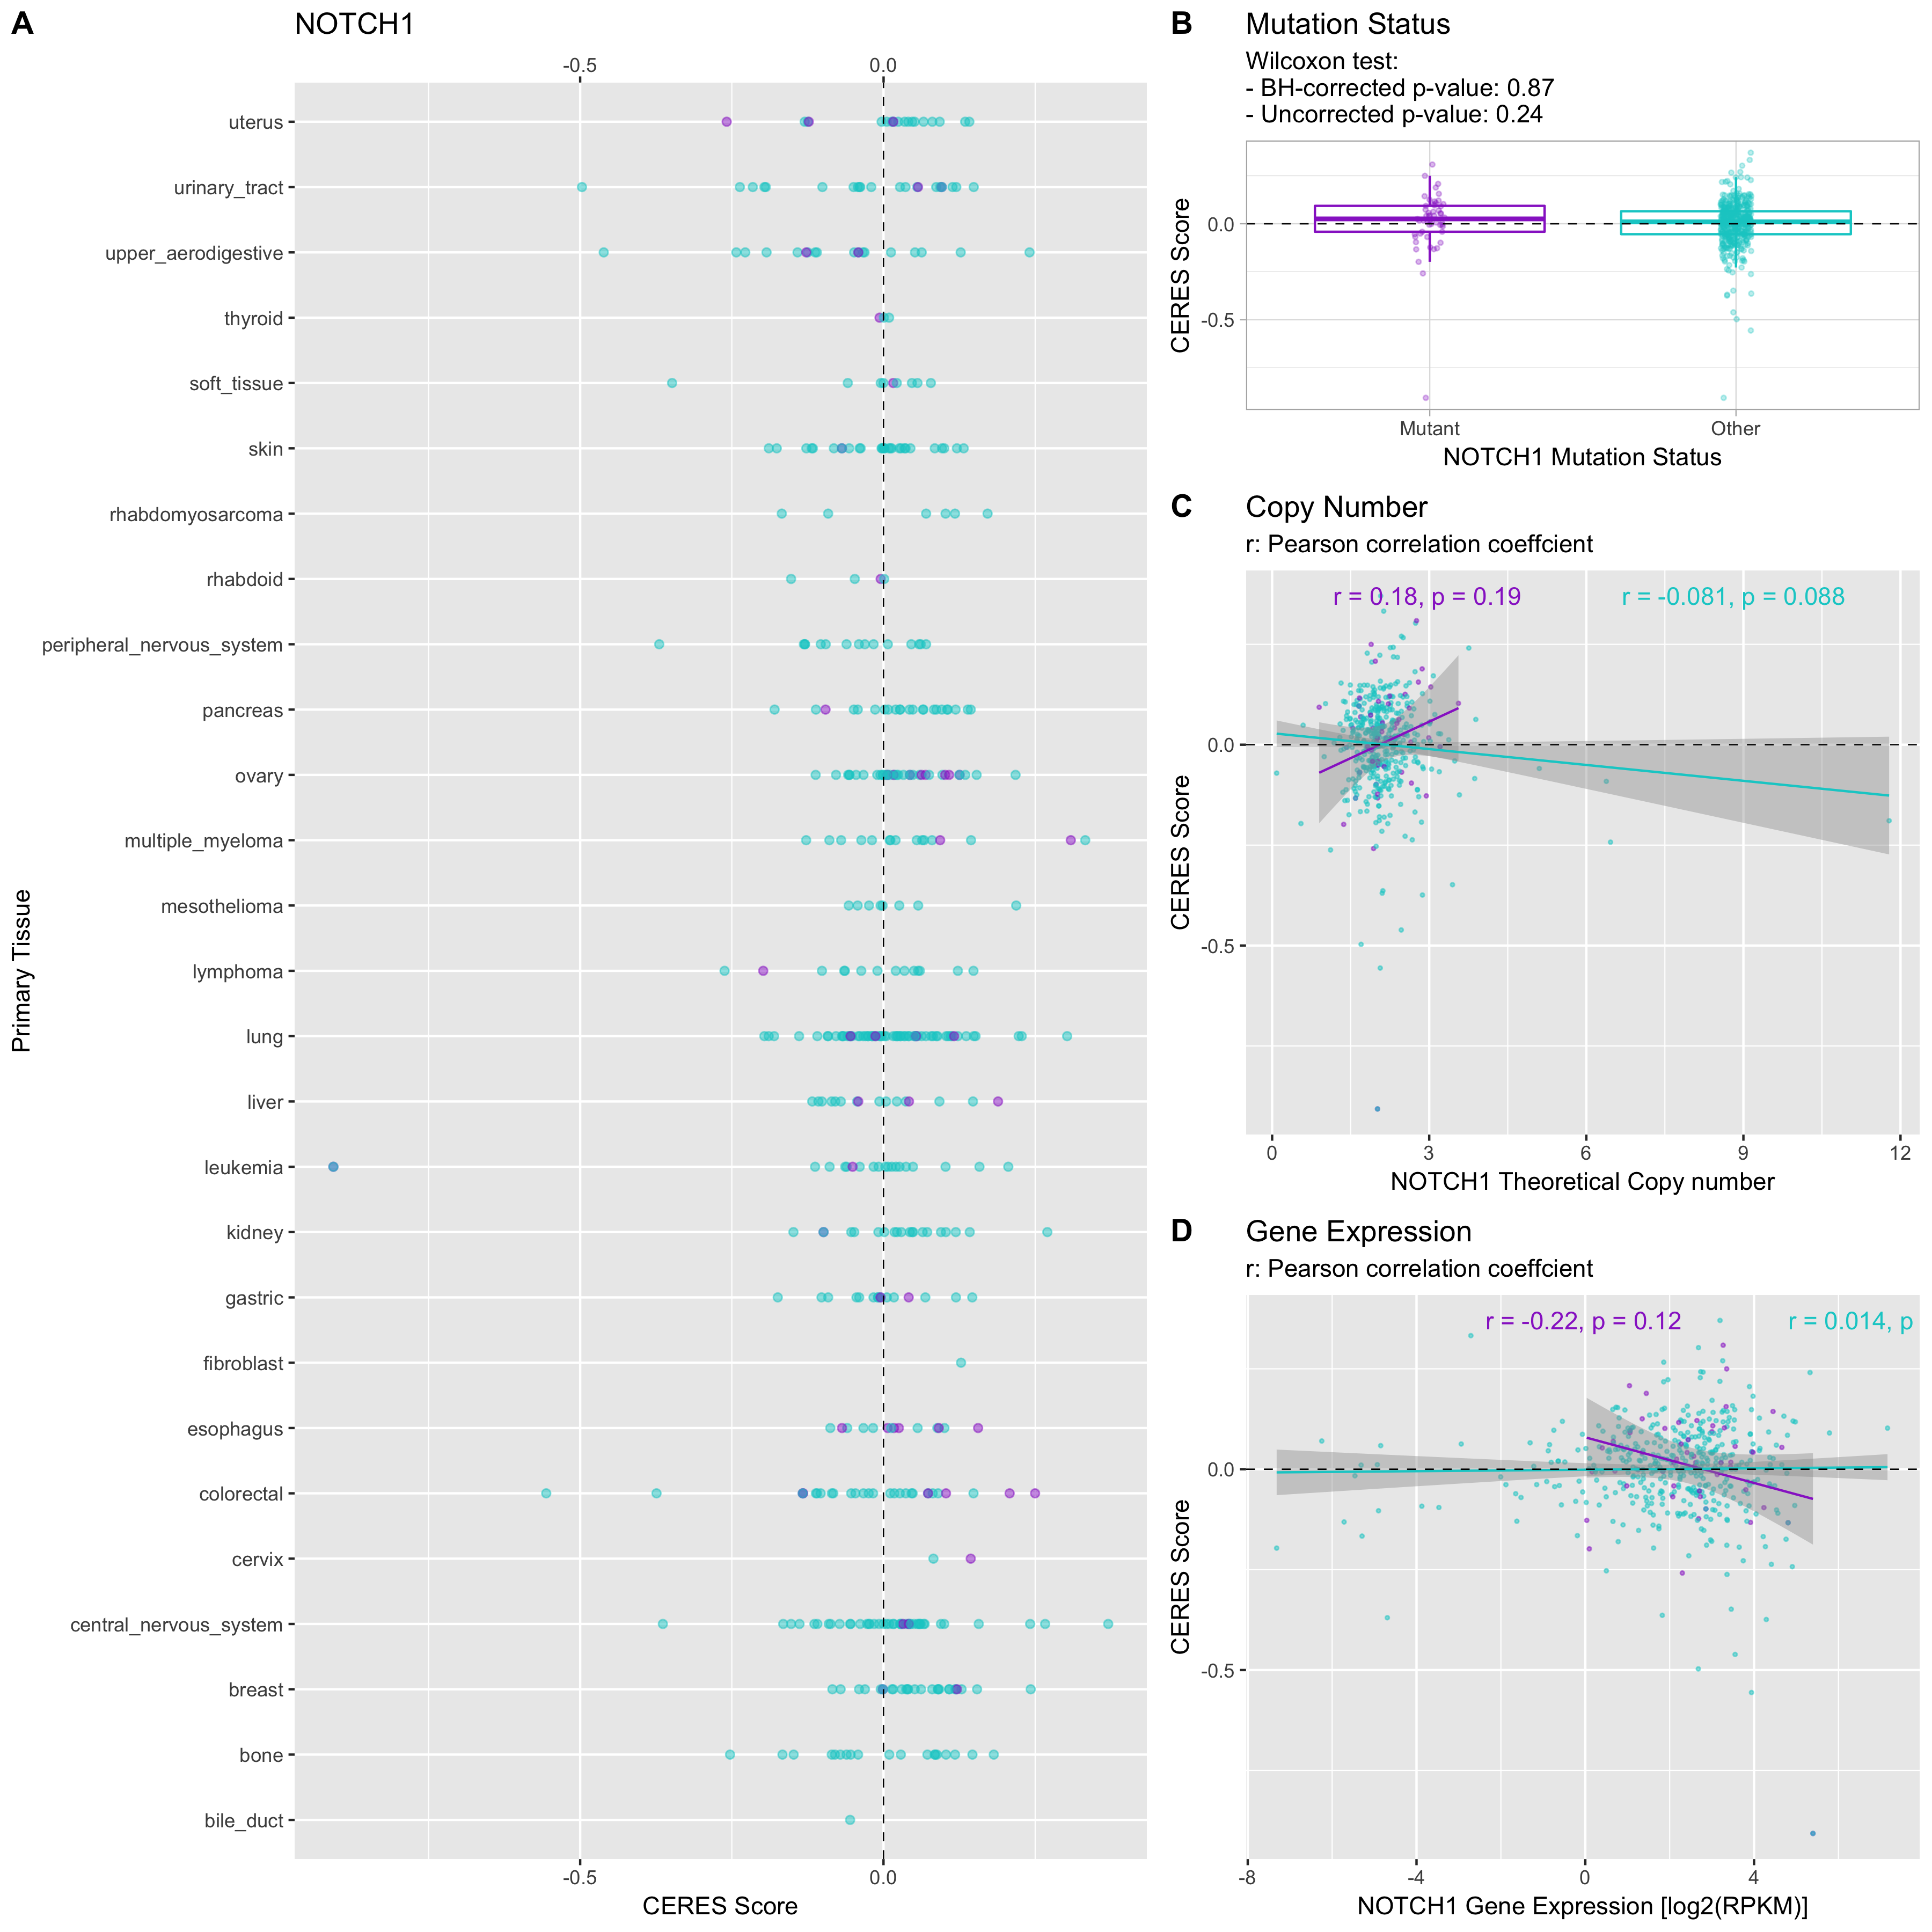 A
NOTCH1
-0.5
0.0
uterus
urinary_tract
upper_aerodigestive
thyroid
soft_tissue
skin
rhabdomyosarcoma
rhabdoid
peripheral_nervous_system
pancreas
ovary
multiple_myeloma
mesothelioma
lymphoma
lung
liver
leukemia
kidney
gastric
fibroblast
esophagus
colorectal
cervix
central_nervous_system
breast
bone
bile_duct
Primary Tissue
-0.5
0.0
CERES Score
B
Mutation Status
Wilcoxon test:
- BH-corrected p-value: 0.87
- Uncorrected p-value: 0.24
CERES Score
0.0
-0.5
Mutant
Other
NOTCH1 Mutation Status
C
Copy Number
r: Pearson correlation coeffcient
r = 0.18, p = 0.19
r = -0.081, p = 0.088
CERES Score
0.0
-0.5
0
3
6
9
12
NOTCH1 Theoretical Copy number
D
Gene Expression
r: Pearson correlation coeffcient
r = -0.22, p = 0.12
r = 0.014, p
CERES Score
0.0
-0.5
-8
-4
0
4
NOTCH1 Gene Expression [log2(RPKM)]